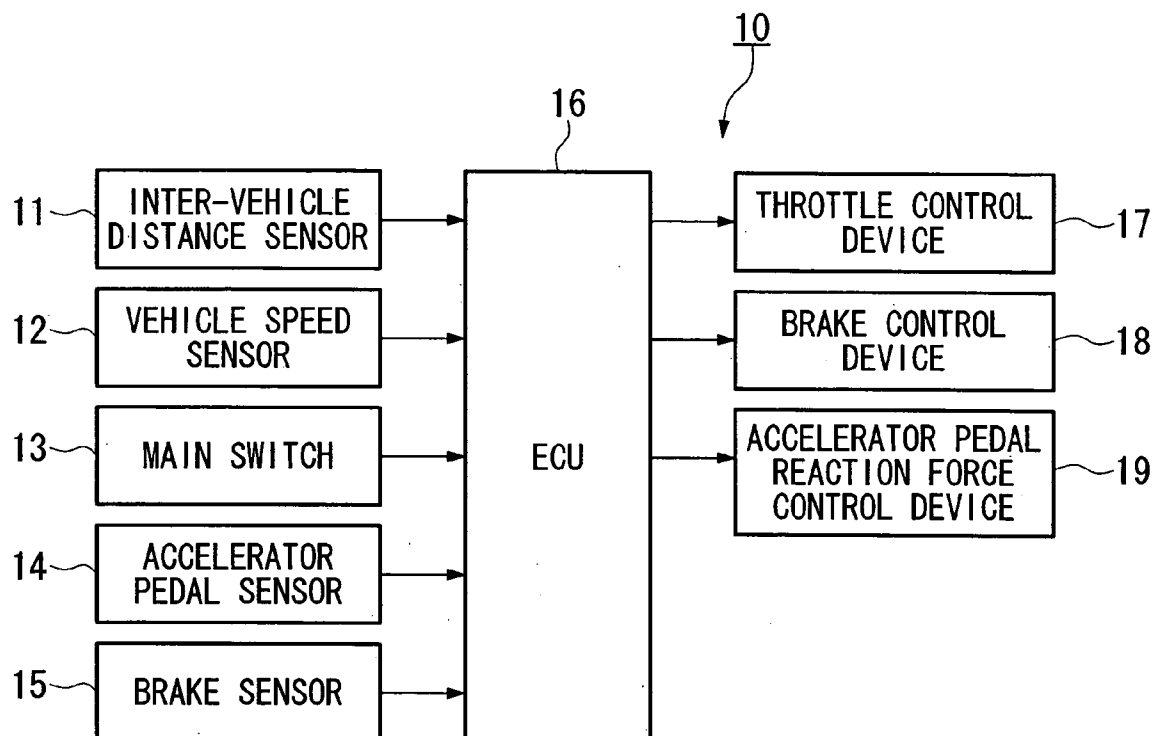 10
16
11
INTER-VEHICLE
DISTANCE SENSOR
12
VEHICLE SPEED
SENSOR
13
MAIN SWITCH
14
ACCELERATOR
PEDAL SENSOR
15
BRAKE SENSOR
ECU
THROTTLE CONTROL
DEVICE
17
BRAKE CONTROL
DEVICE
18
ACCELERATOR PEDAL
REACTION FORCE
CONTROL DEVICE
19